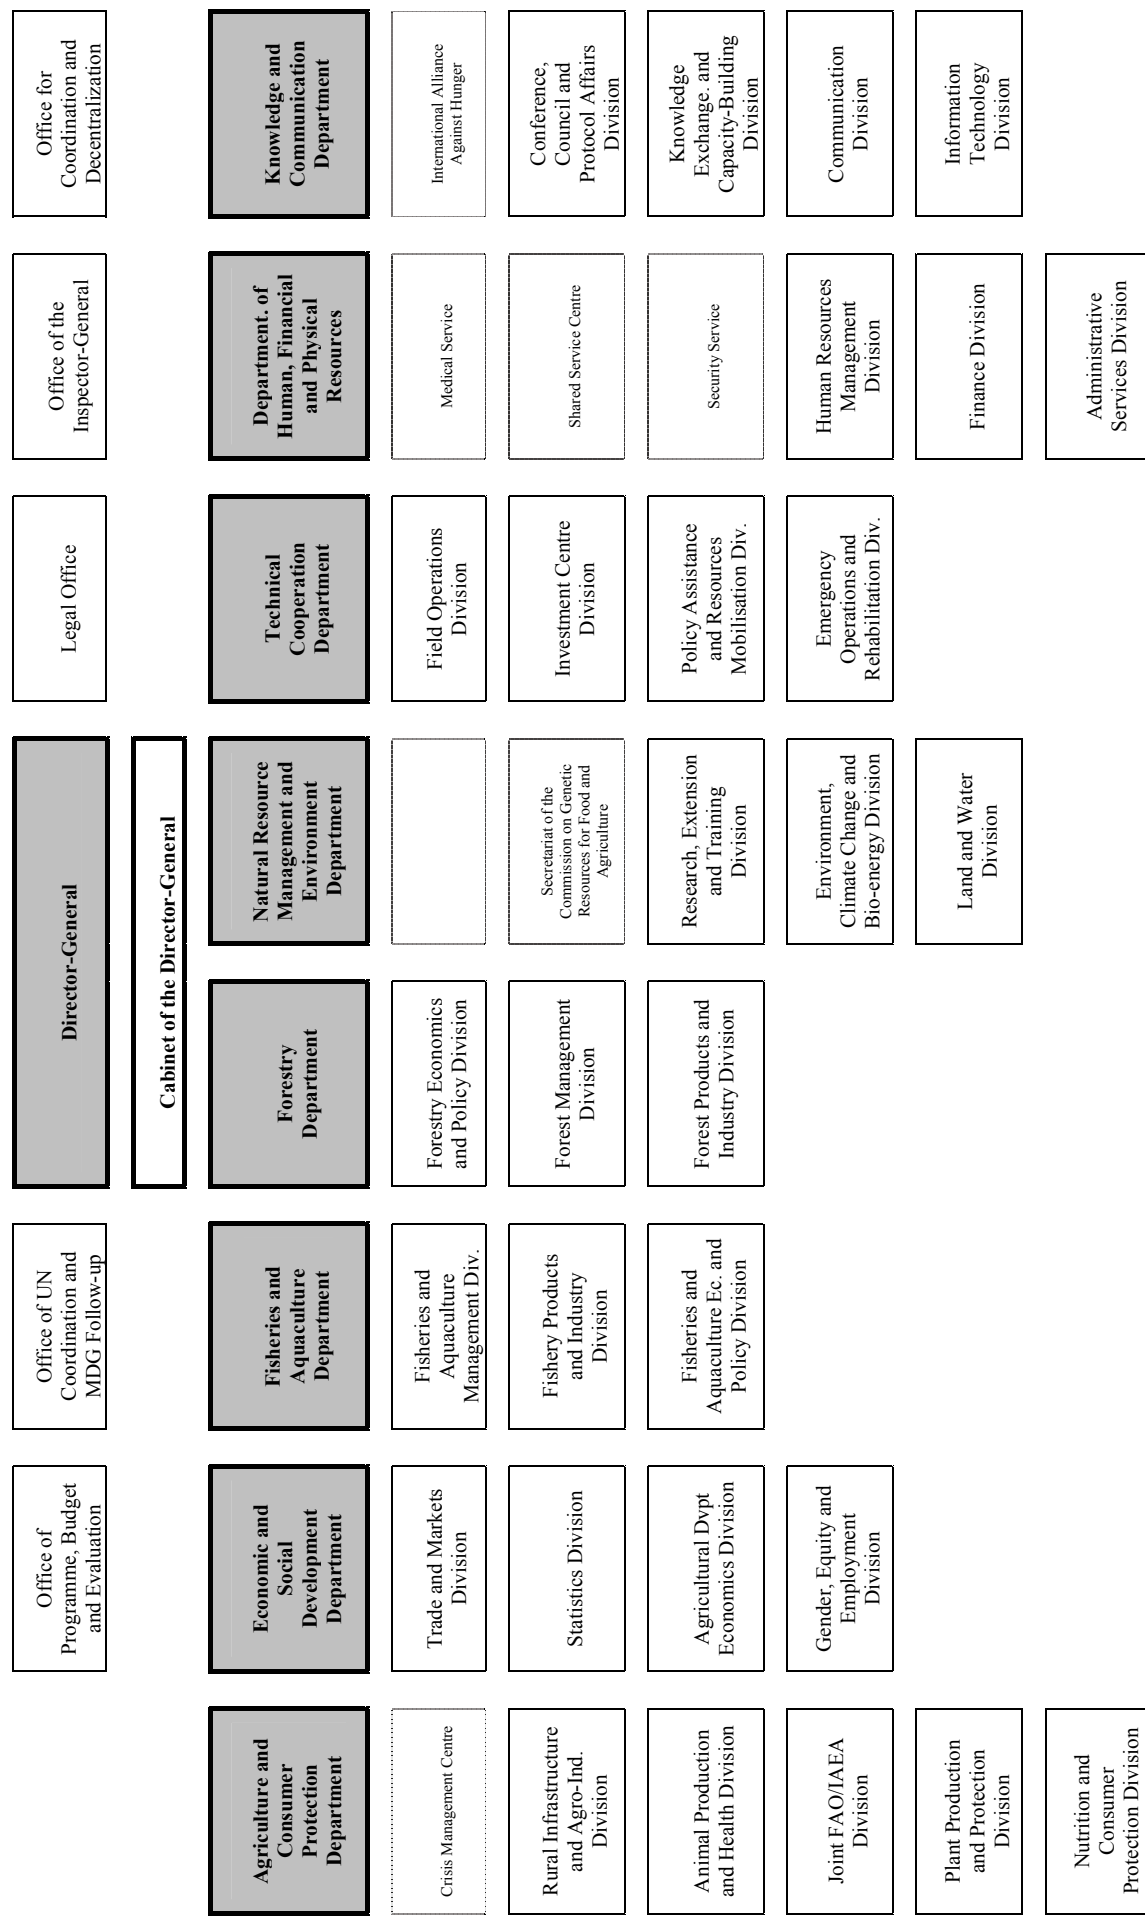 Office of
Programme, Budget
and Evaluation
Office of UN
Coordination and
MDG Follow-up
Director-General
Legal Office
Office of the
Inspector-General
Office for
Coordination and
Decentralization
Cabinet of the Director-General
Agriculture and
Consumer
Protection
Department
Economic and
Social
Development
Department
Fisheries and
Aquaculture
Department
Forestry
Department
Natural Resource
Management and
Environment
Department
Technical
Cooperation
Department
Department. of
Human, Financial
and Physical
Resources
Knowledge and
Communication
Department
Crisis Management Centre
Trade and Markets
Division
Fisheries and
Aquaculture
Management Div.
Forestry Economics
and Policy Division
Field Operations
Division
Medical Service
International Alliance
Against Hunger
Rural Infrastructure
and Agro-Ind.
Division
Statistics Division
Fishery Products
and Industry
Division
Forest Management
Division
Secretariat of the
Commission on Genetic
Resources for Food and
Agriculture
Investment Centre
Division
Shared Service Centre
Conference,
Council and
Protocol Affairs
Division
Animal Production
and Health Division
Agricultural Dvpt
Economics Division
Fisheries and
Aquaculture Ec. and
Policy Division
Forest Products and
Industry Division
Research, Extension
and Training
Division
Policy Assistance
and Resources
Mobilisation Div.
Security Service
Knowledge
Exchange. and
Capacity-Building
Division
Joint FAO/IAEA
Division
Gender, Equity and
Employment
Division
Environment,
Climate Change and
Bio-energy Division
Emergency
Operations and
Rehabilitation Div.
Human Resources
Management
Division
Communication
Division
Plant Production
and Protection
Division
Land and Water
Division
Finance Division
Information
Technology
Division
Nutrition and
Consumer
Protection Division
Administrative
Services Division